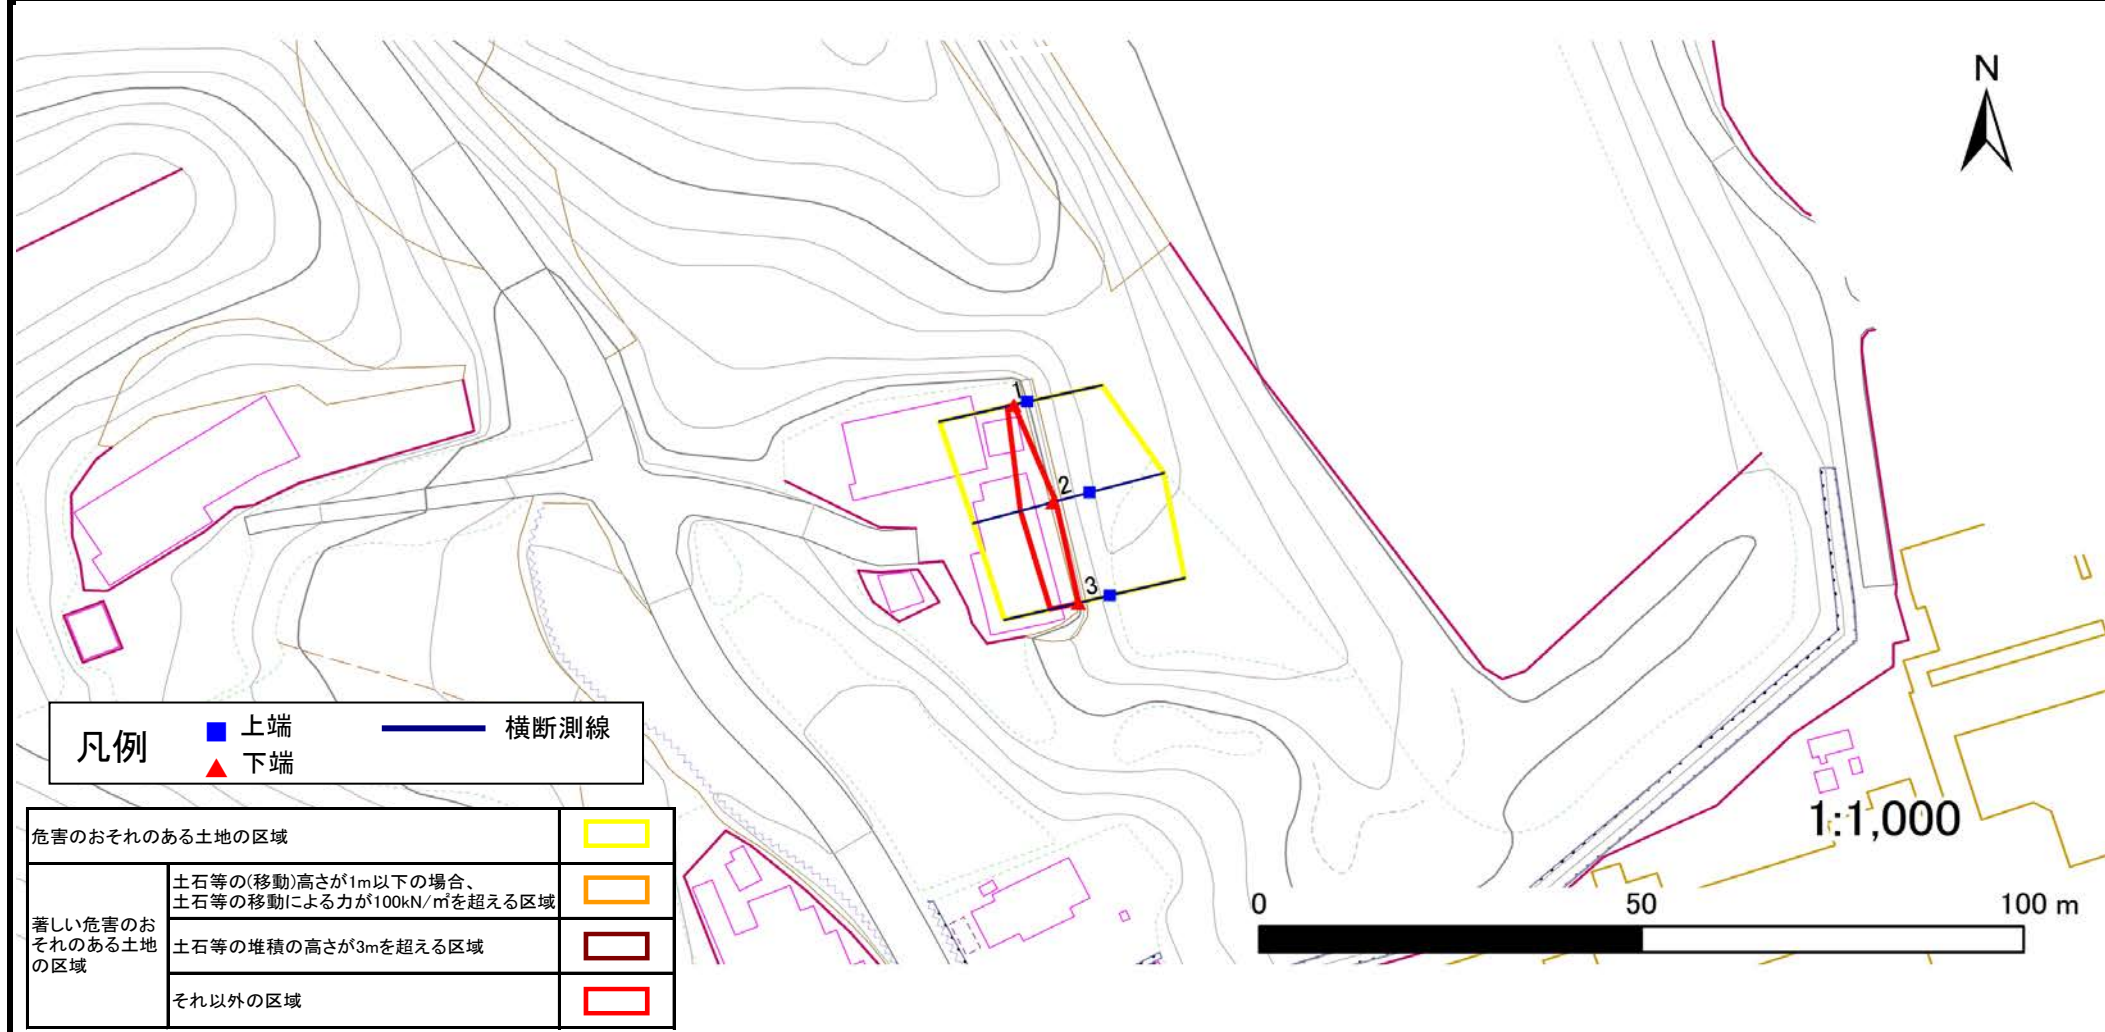 N
1
2
3
凡例
上端
横断測線
下端
1:1,000
0 50 100 m
危害のおそれのある土地の区域
著しい危害のお
それのある土地
の区域
土石等の(移動)高さが1m以下の場合、
土石等の移動による力が100kN/㎡を超える区域
土石等の堆積の高さが3mを超える区域
それ以外の区域